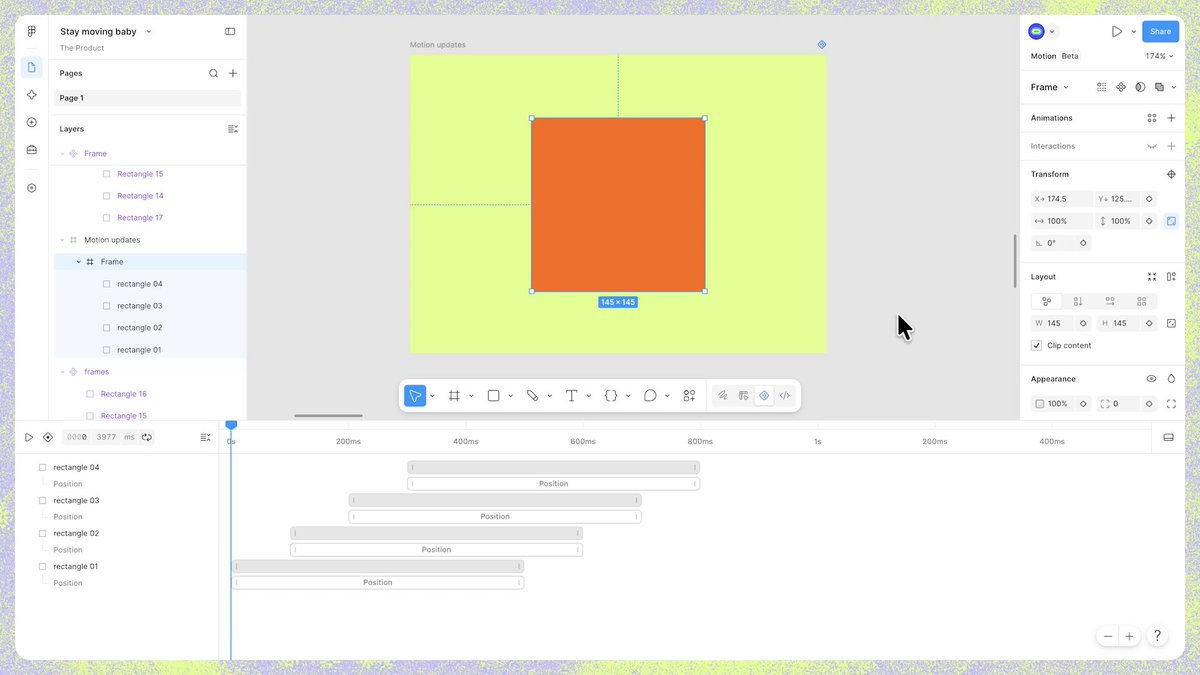 Stay moving baby
The Product
Pages
Page 1
Layers
Frame
Rectangle 15
Rectangle 14
Rectangle 17
Motion updates
Frame
rectangle 04
rectangle 03
rectangle 02
rectangle 01
frames
Rectangle 16
Rectangle 15
Motion updates
145 × 145
Share
Motion Beta
174%
Frame
Animations
Interactions
Transform
X 174.5
Y 125....
100%
100%
0°
Layout
W 145
H 145
Clip content
Appearance
100%
0
0000 3977 ms
0s 200ms 400ms 600ms 800ms 1s 200ms 400ms
rectangle 04
Position
Position
rectangle 03
Position
Position
rectangle 02
Position
Position
rectangle 01
Position
Position
?